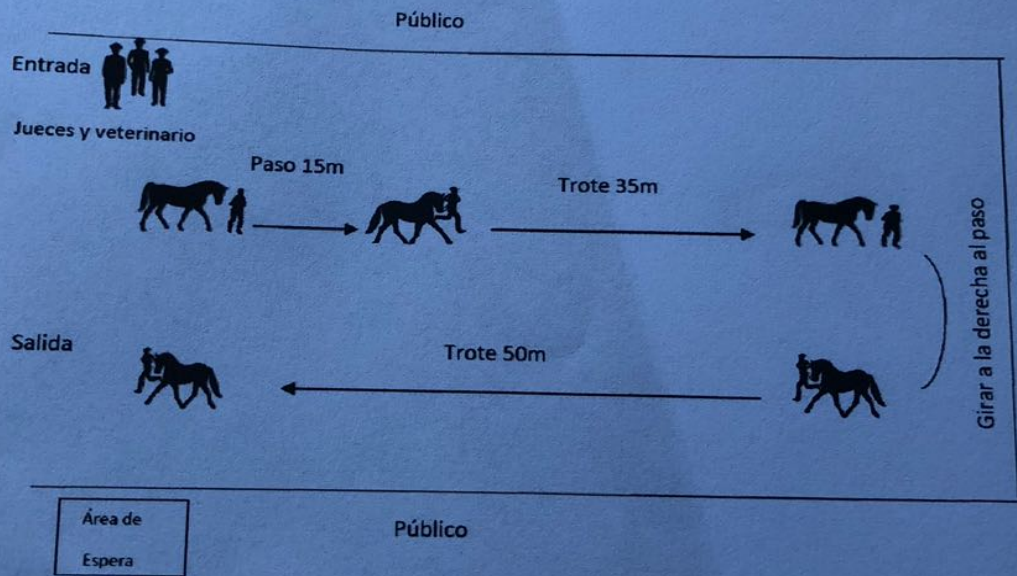 Público
Entrada
Jueces y veterinario
Paso 15m
Trote 35m
Girar a la derecha al paso
Salida
Trote 50m
Área de
Espera
Público